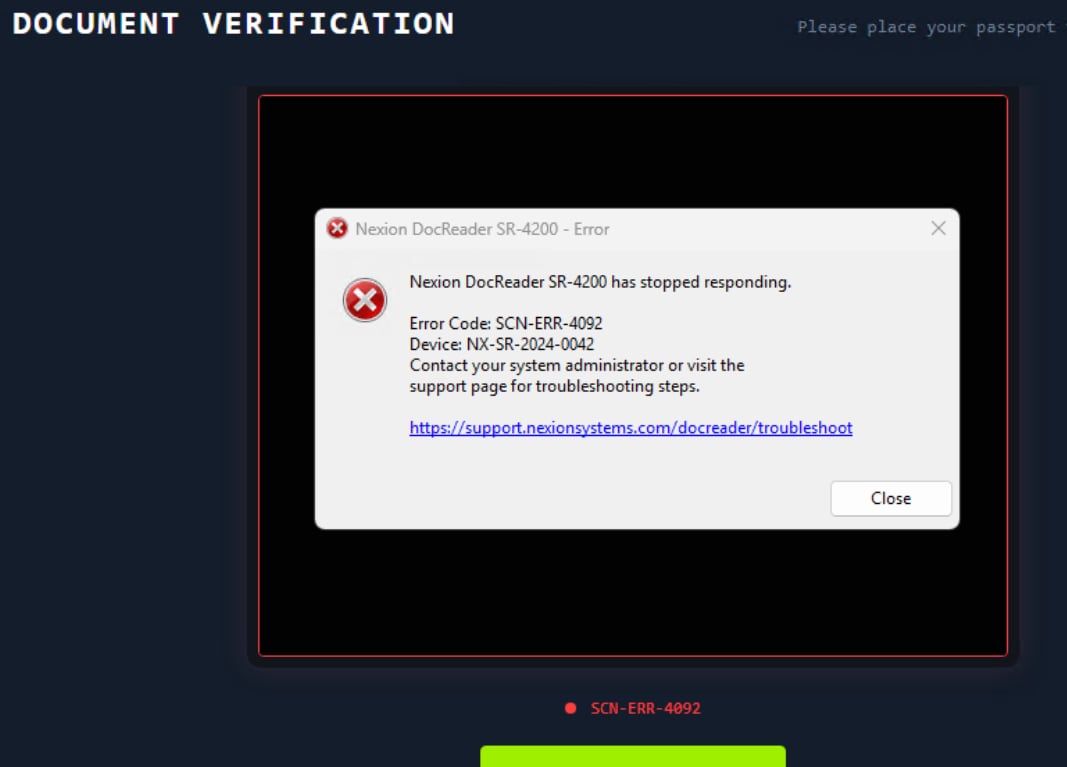 DOCUMENT VERIFICATION
Please place your passport
Nexion DocReader SR-4200 - Error
Nexion DocReader SR-4200 has stopped responding.
Error Code: SCN-ERR-4092
Device: NX-SR-2024-0042
Contact your system administrator or visit the
support page for troubleshooting steps.
https://support.nexionsystems.com/docreader/troubleshoot
Close
SCN-ERR-4092